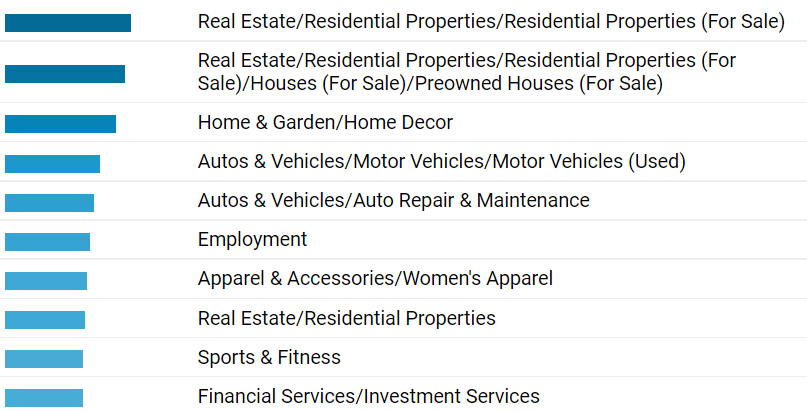 Real Estate/Residential Properties/Residential Properties (For Sale)
Real Estate/Residential Properties/Residential Properties (For
Sale)/Houses (For Sale)/Preowned Houses (For Sale)
Home & Garden/Home Decor
Autos & Vehicles/Motor Vehicles/Motor Vehicles (Used)
Autos & Vehicles/Auto Repair & Maintenance
Employment
Apparel & Accessories/Women's Apparel
Real Estate/Residential Properties
Sports & Fitness
Financial Services/Investment Services